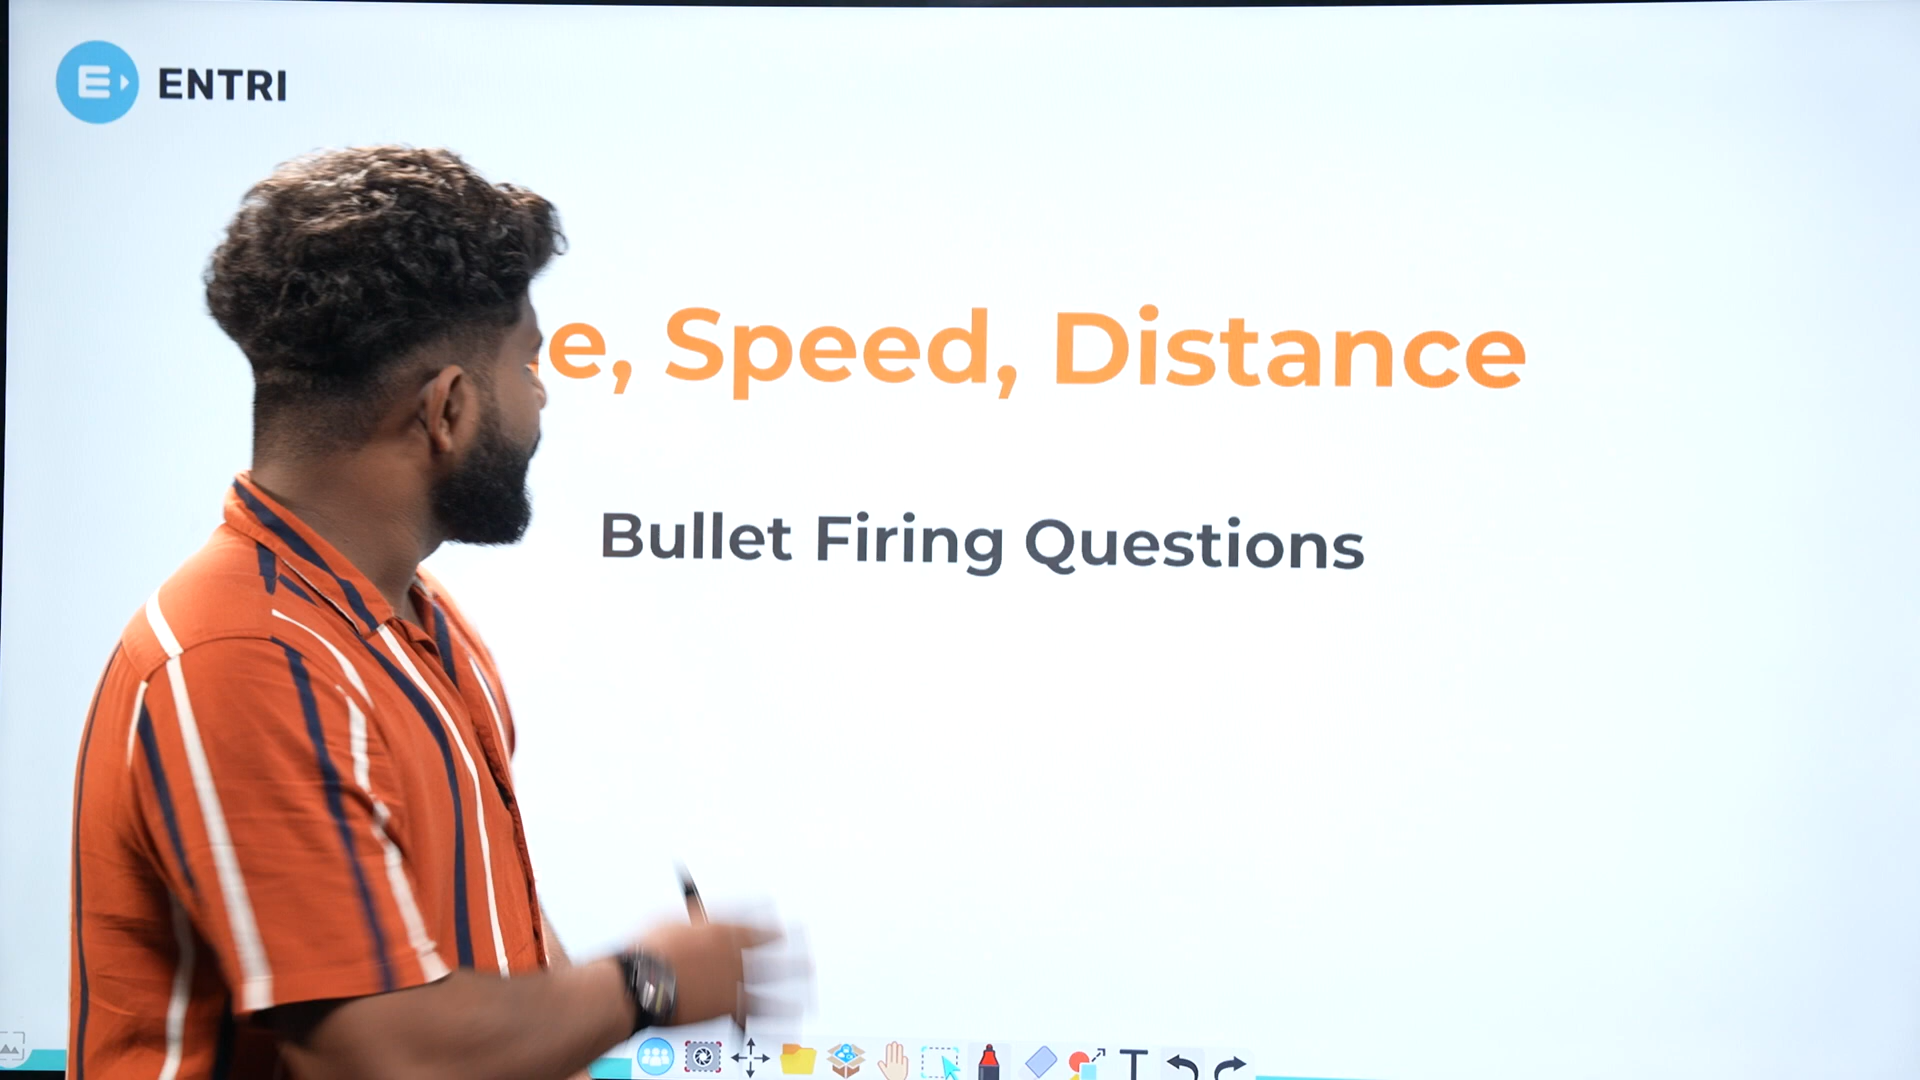 ENTRI
e, Speed, Distance
Bullet Firing Questions